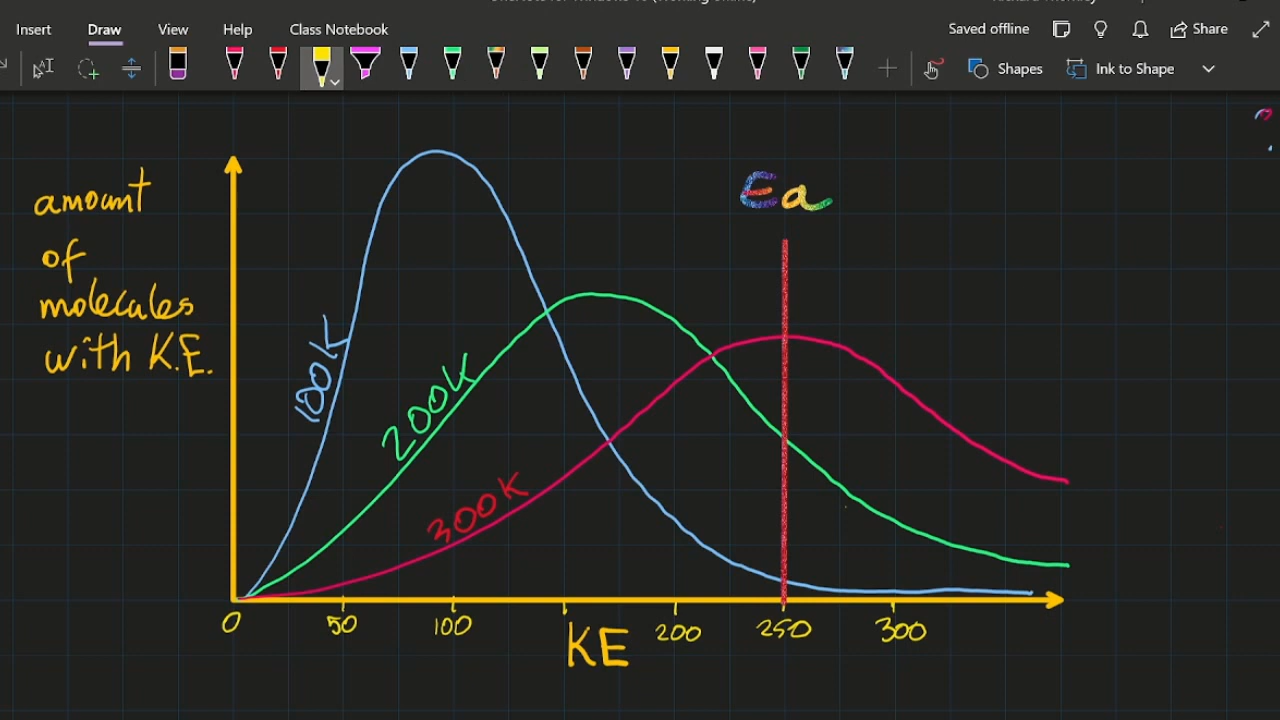 Insert Draw View Help Class Notebook Saved offline Share
Shapes Ink to Shape
amount
of
molecules
with K.E.
Ea
100K
200K
300K
0 50 100 200 250 300
KE